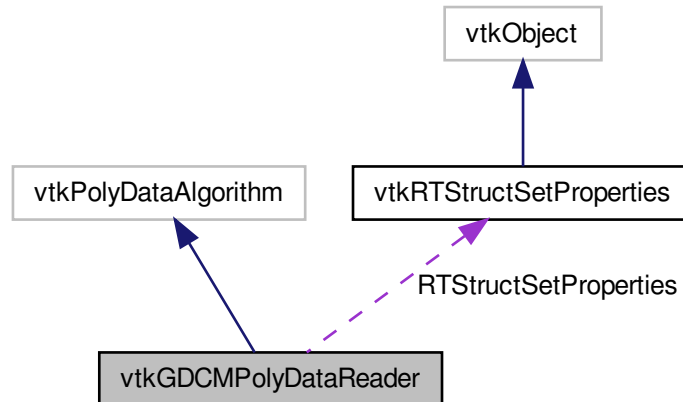 vtkObject
vtkPolyDataAlgorithm
vtkRTStructSetProperties
RTStructSetProperties
vtkGDCMPolyDataReader